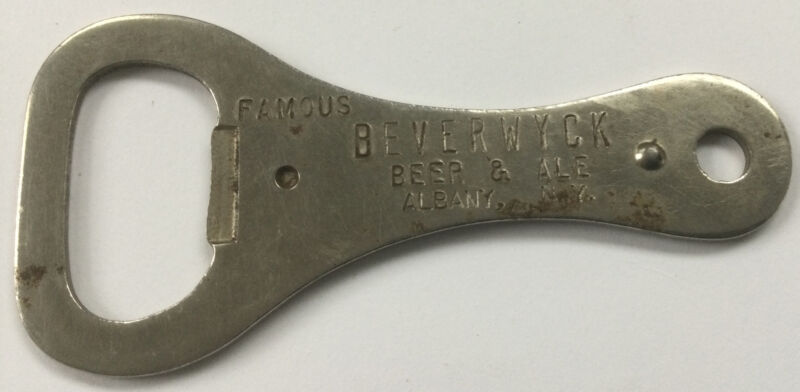 FAMOUS
BEVERWYCK
BEER & ALE
ALBANY, N.Y.